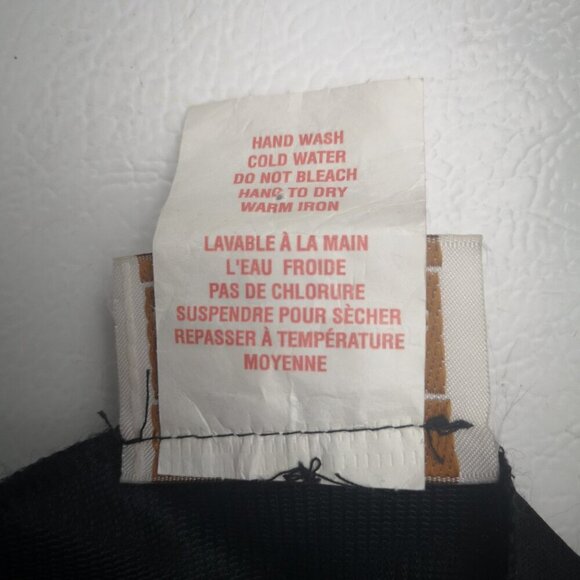 HAND WASH
COLD WATER
DO NOT BLEACH
HANG TO DRY
WARM IRON
LAVABLE À LA MAIN
L'EAU FROIDE
PAS DE CHLORURE
SUSPENDRE POUR SÈCHER
REPASSER À TEMPÉRATURE
MOYENNE